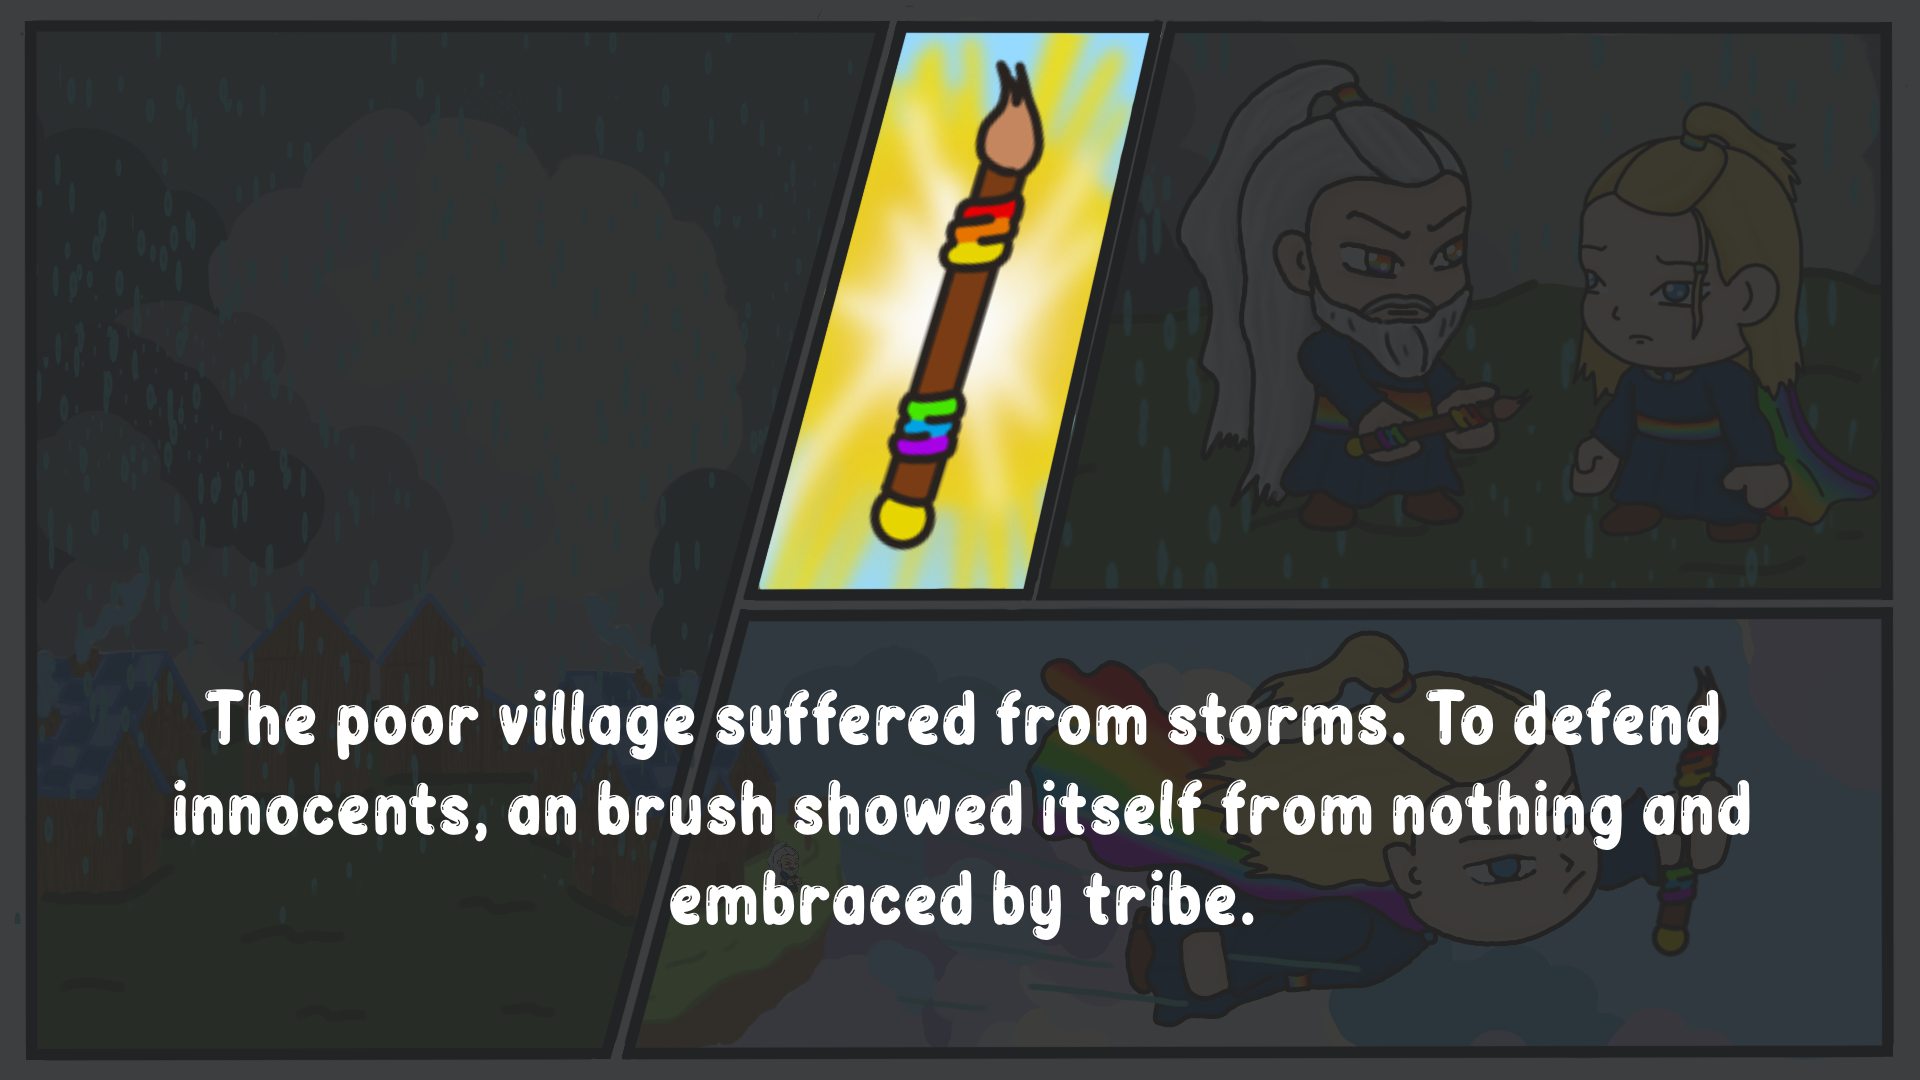 The poor village suffered from storms. To defend
innocents, an brush showed itself from nothing and
embraced by tribe.